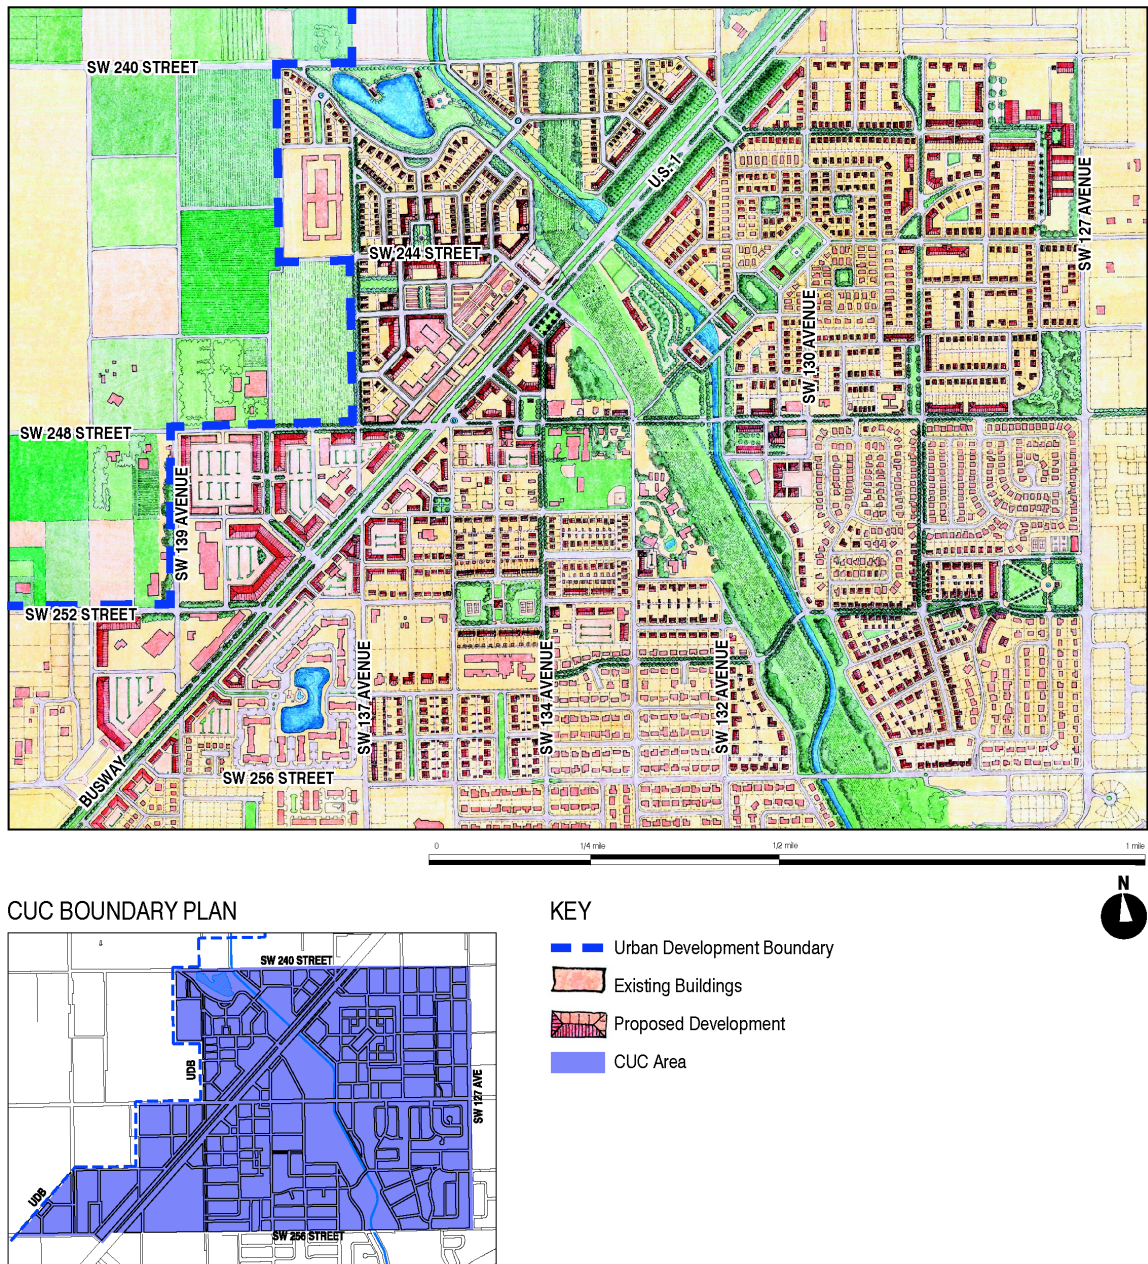 SW 240 STREET
U.S.-1
SW 127 AVENUE
SW 244 STREET
SW 130 AVENUE
SW 248 STREET
SW 139 AVENUE
SW 252 STREET
SW 137 AVENUE
SW 134 AVENUE
SW 132 AVENUE
BUSWAY
SW 256 STREET
0 1/4 mile 1/2 mile 1 mile
N
CUC BOUNDARY PLAN
SW 240 STREET
UDB
SW 127 AVE
UDB
SW 256 STREET
KEY
Urban Development Boundary
Existing Buildings
Proposed Development
CUC Area